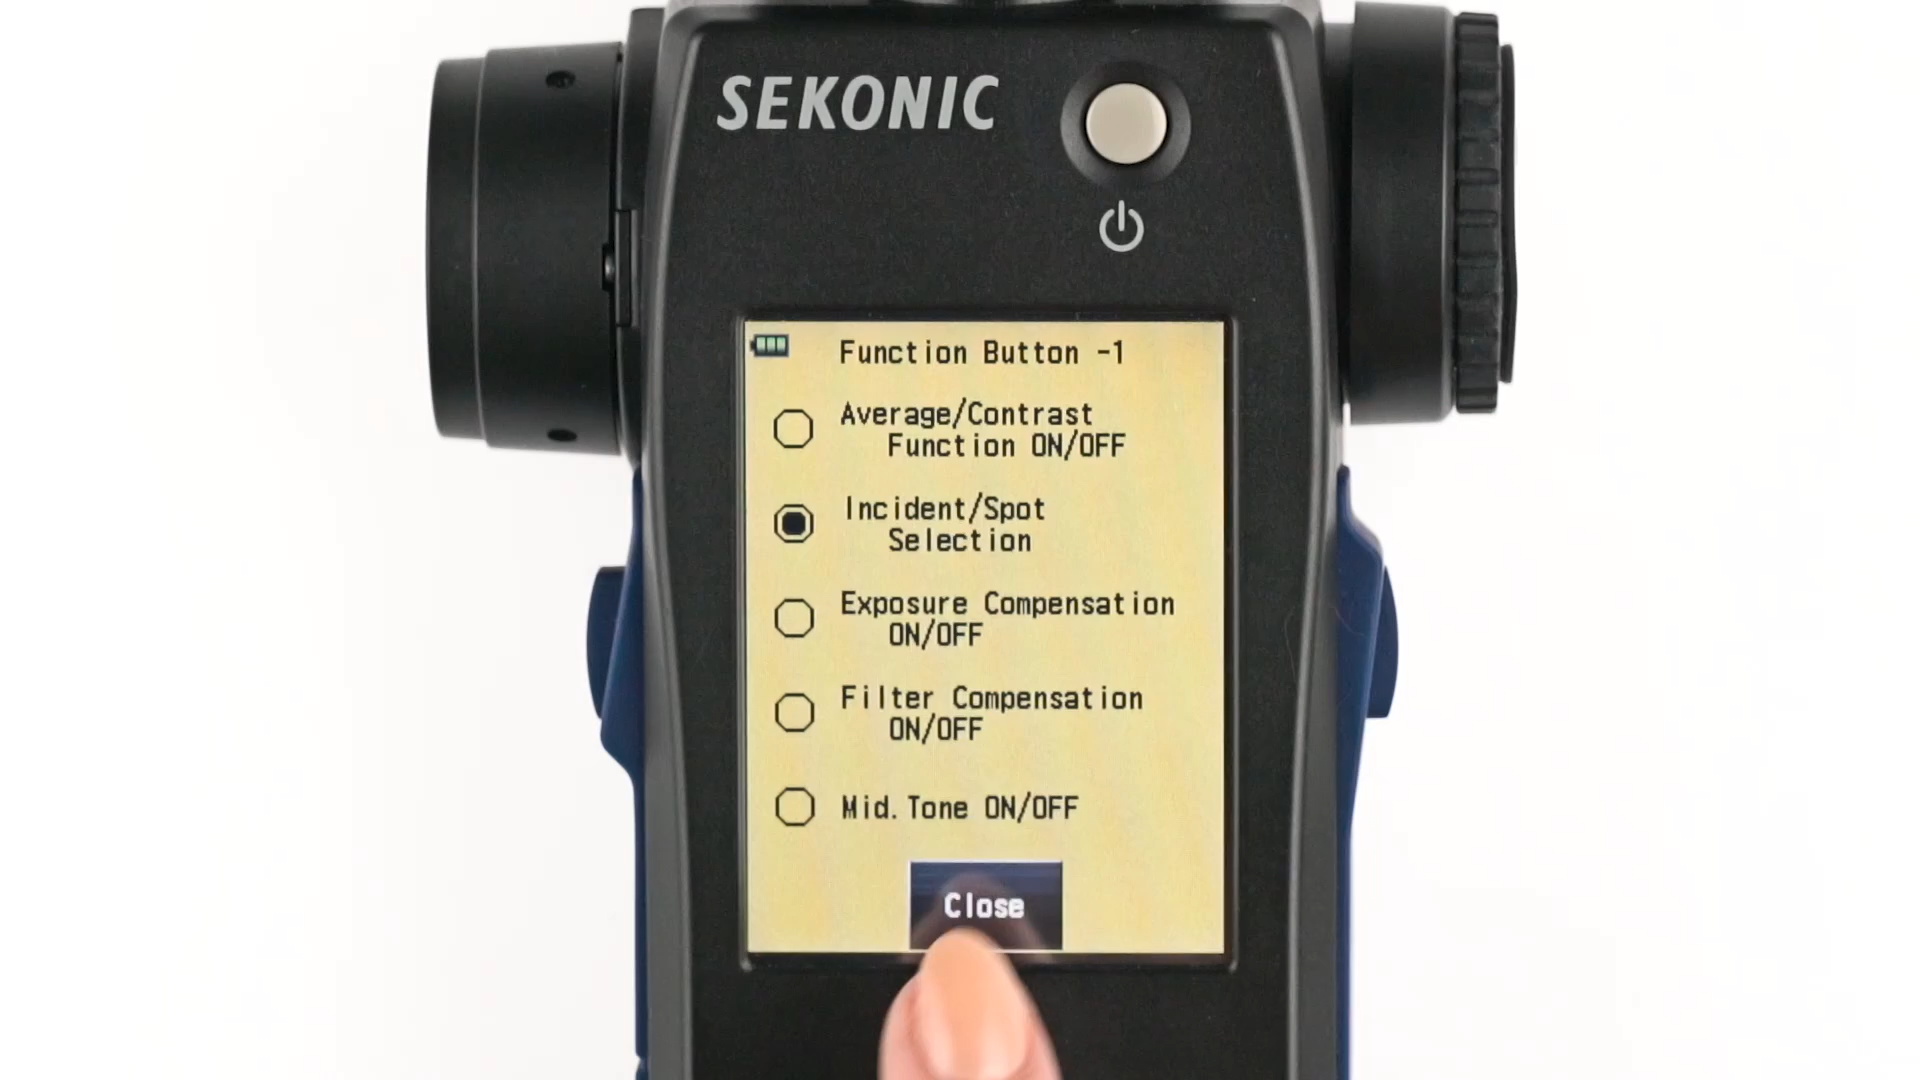 SEKONIC
Function Button -1
Average/Contrast
Function ON/OFF
Incident/Spot
Selection
Exposure Compensation
ON/OFF
Filter Compensation
ON/OFF
Mid.Tone ON/OFF
Close